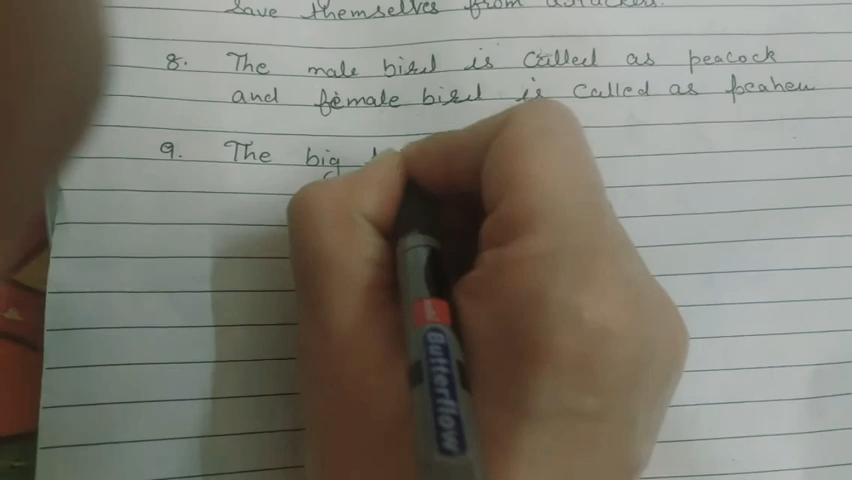 save themselves from
8. The male bird is called as peacock
and female bird is called as peahen
9. The big
Butterflow